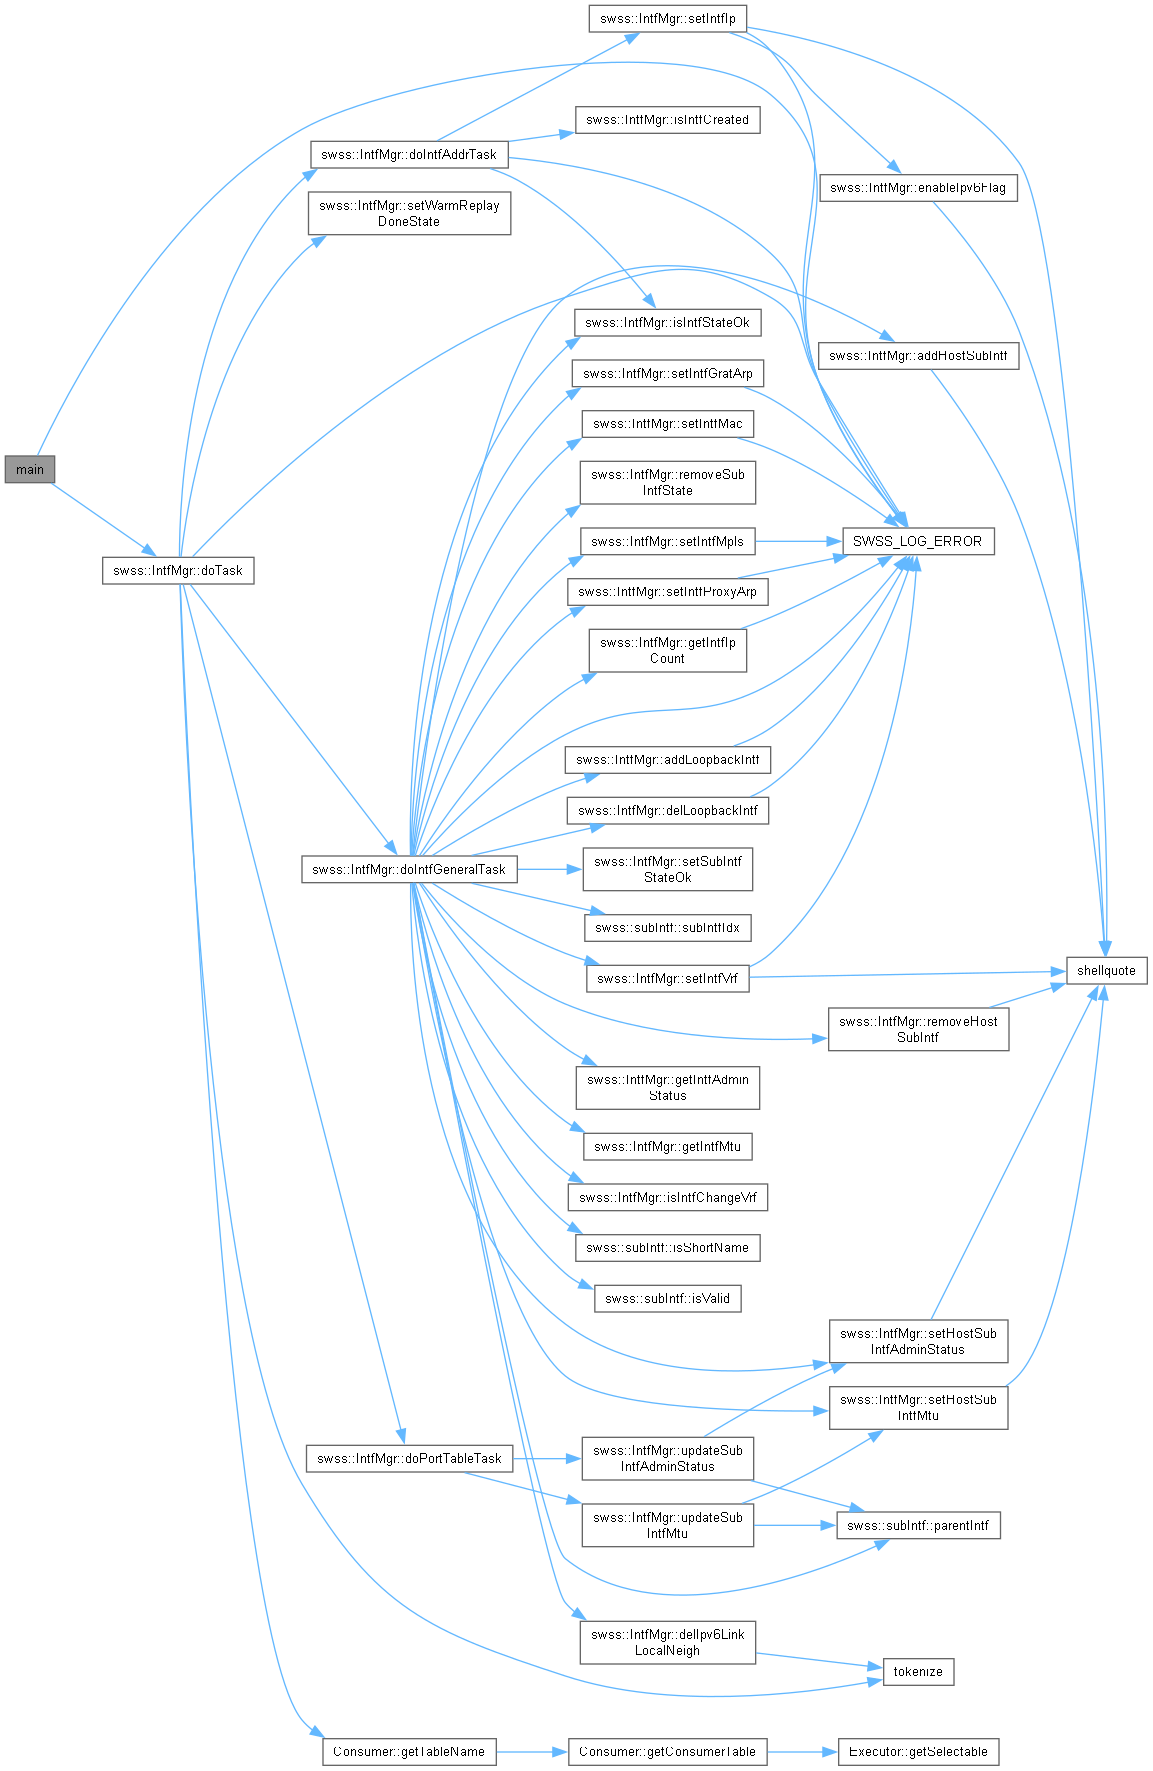 swss::IntfMgr::setIntfIp
swss::IntfMgr::isIntfCreated
swss::IntfMgr::doIntfAddrTask
swss::IntfMgr::enableIpv6Flag
swss::IntfMgr::setWarmReplay
DoneState
swss::IntfMgr::isIntfStateOk
swss::IntfMgr::addHostSubIntf
swss::IntfMgr::setIntfGratArp
swss::IntfMgr::setIntfMac
main
swss::IntfMgr::removeSub
IntfState
swss::IntfMgr::setIntfMpls
SWSS_LOG_ERROR
swss::IntfMgr::doTask
swss::IntfMgr::setIntfProxyArp
swss::IntfMgr::getIntfIp
Count
swss::IntfMgr::addLoopbackIntf
swss::IntfMgr::delLoopbackIntf
swss::IntfMgr::doIntfGeneralTask
swss::IntfMgr::setSubIntf
StateOk
swss::subIntf::subIntfIdx
swss::IntfMgr::setIntfVrf
shellquote
swss::IntfMgr::removeHost
SubIntf
swss::IntfMgr::getIntfAdmin
Status
swss::IntfMgr::getIntfMtu
swss::IntfMgr::isIntfChangeVrf
swss::subIntf::isShortName
swss::subIntf::isValid
swss::IntfMgr::setHostSub
IntfAdminStatus
swss::IntfMgr::setHostSub
IntfMtu
swss::IntfMgr::doPortTableTask
swss::IntfMgr::updateSub
IntfAdminStatus
swss::IntfMgr::updateSub
IntfMtu
swss::subIntf::parentIntf
swss::IntfMgr::delIpv6Link
LocalNeigh
tokenize
Consumer::getTableName
Consumer::getConsumerTable
Executor::getSelectable